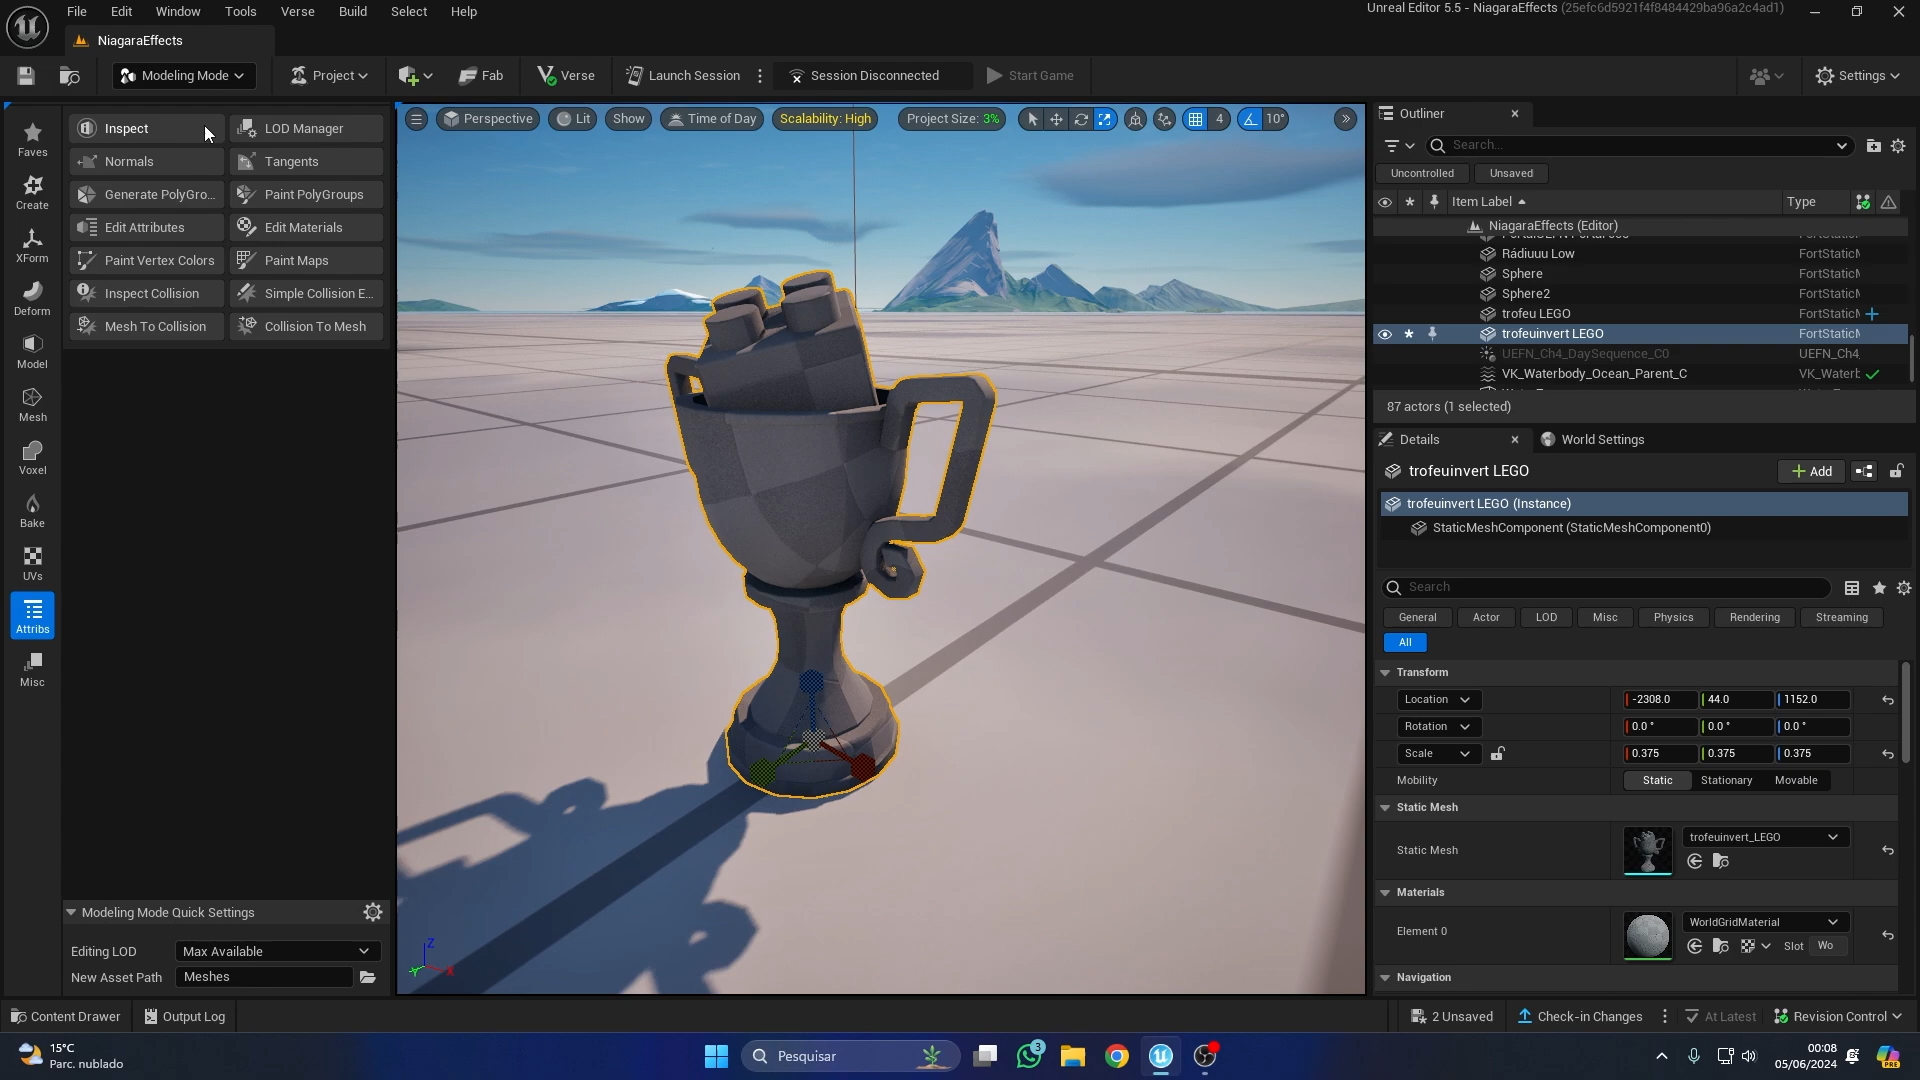 File Edit Window Tools Verse Build Select Help
Unreal Editor 5.5 - NiagaraEffects (25efc6d5921f4f8484429ba96a2c4ad1)
NiagaraEffects
Modeling Mode Project Fab Verse Launch Session Session Disconnected Start Game Settings
Faves
Create
XForm
Deform
Model
Mesh
Voxel
Bake
UVs
Attribs
Misc
Inspect LOD Manager
Normals Tangents
Generate PolyGro... Paint PolyGroups
Edit Attributes Edit Materials
Paint Vertex Colors Paint Maps
Inspect Collision Simple Collision E...
Mesh To Collision Collision To Mesh
Modeling Mode Quick Settings
Editing LOD Max Available
New Asset Path Meshes
Perspective Lit Show Time of Day Scalability: High Project Size: 3% 4 10°
Z
X
Y
Outliner
Search...
Uncontrolled Unsaved
Item Label Type
NiagaraEffects (Editor)
Rádiuuu Low FortStaticM
Sphere FortStaticM
Sphere2 FortStaticM
trofeu LEGO FortStaticM
trofeuinvert LEGO FortStaticM
UEFN_Ch4_DaySequence_C0 UEFN_Ch4_
VK_Waterbody_Ocean_Parent_C VK_Waterb
87 actors (1 selected)
Details World Settings
trofeuinvert LEGO Add
trofeuinvert LEGO (Instance)
StaticMeshComponent (StaticMeshComponent0)
Search
General Actor LOD Misc Physics Rendering Streaming
All
Transform
Location -2308.0 44.0 1152.0
Rotation 0.0 ° 0.0 ° 0.0 °
Scale 0.375 0.375 0.375
Mobility Static Stationary Movable
Static Mesh
Static Mesh trofeuinvert_LEGO
Materials
Element 0 WorldGridMaterial
Slot Wo
Navigation
Content Drawer Output Log
2 Unsaved Check-in Changes At Latest Revision Control
15°C
Parc. nublado
Pesquisar
3
00:08
05/06/2024
PRE